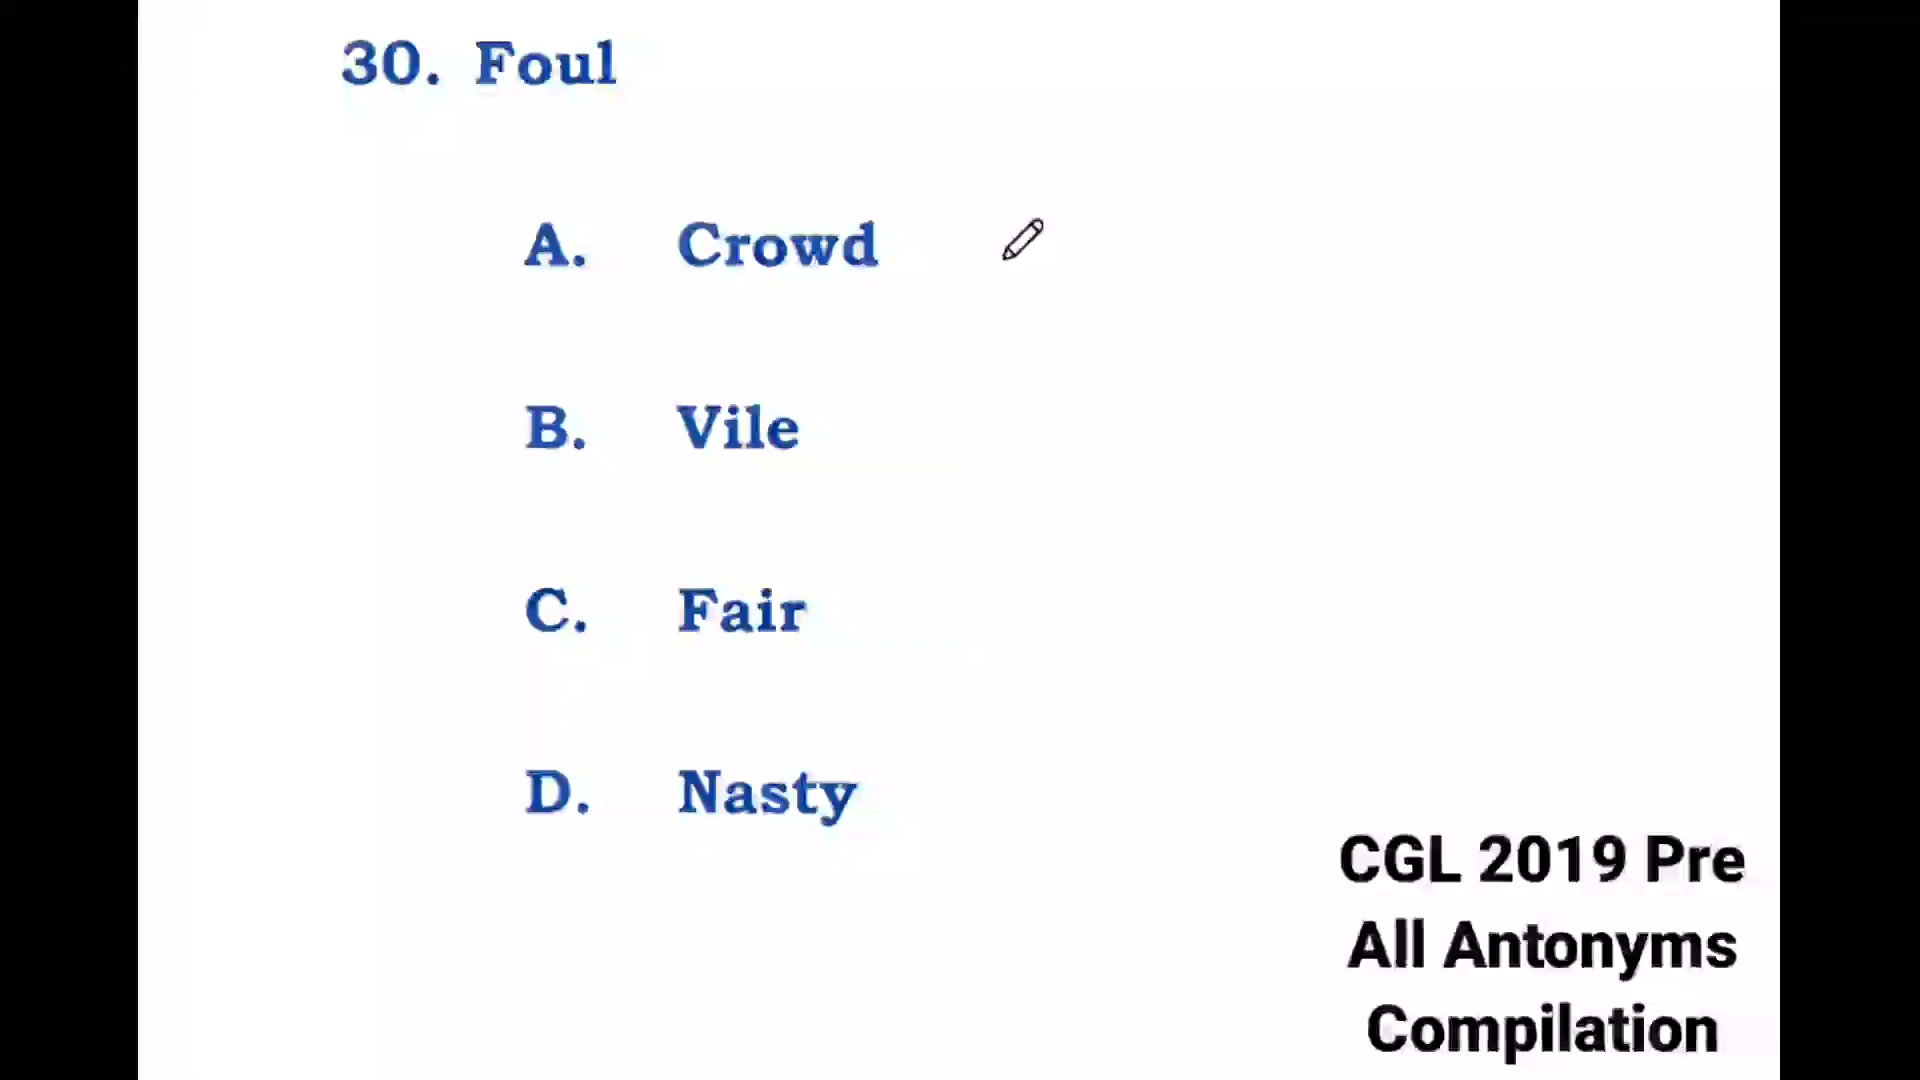 30. Foul
A. Crowd
B. Vile
C. Fair
D. Nasty
CGL 2019 Pre
All Antonyms
Compilation